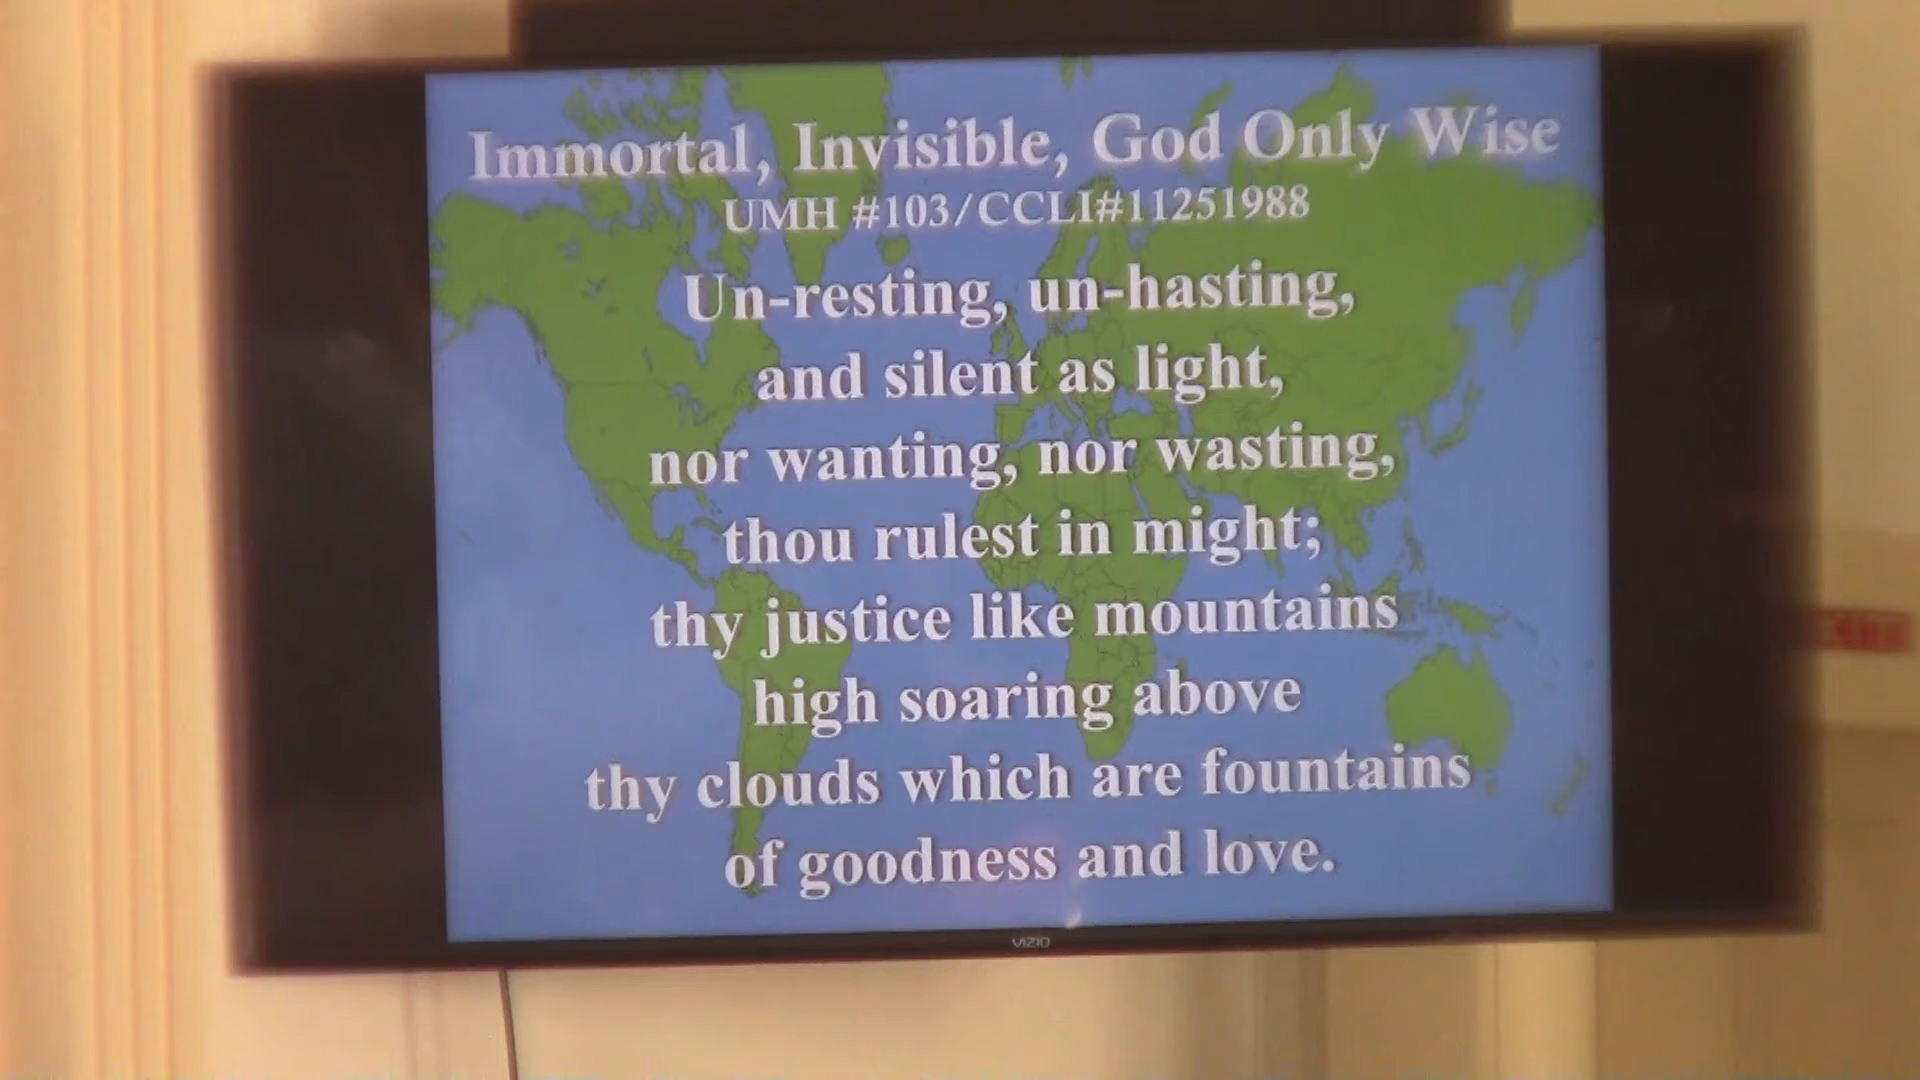 Immortal, Invisible, God Only Wise
UMH #103/CCLI#11251988
Un-resting, un-hasting,
and silent as light,
nor wanting, nor wasting,
thou rulest in might;
thy justice like mountains
high soaring above
thy clouds which are fountains
of goodness and love.
VIZIO